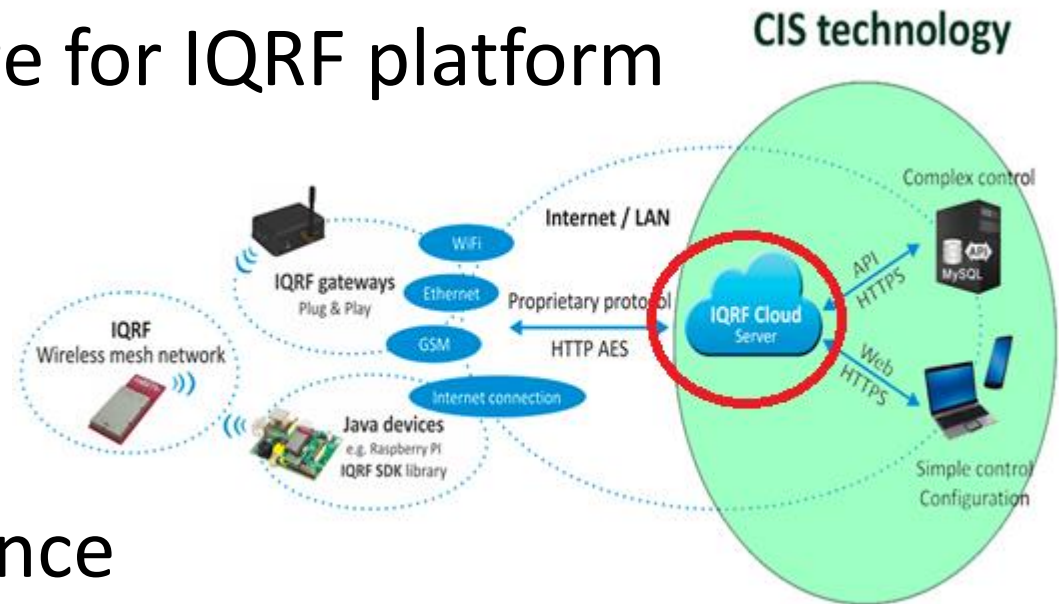 e for IQRF platform
CIS technology
Complex control
API
MySQL
Internet / LAN
WiFi
IQRF gateways
Plug & Play
Ethernet
GSM
Proprietary protocol
HTTP AES
IQRF Cloud
Server
API
HTTPS
Web
HTTPS
IQRF
Wireless mesh network
Internet connection
Java devices
e.g. Raspberry PI
IQRF SDK library
Simple control
Configuration
nce